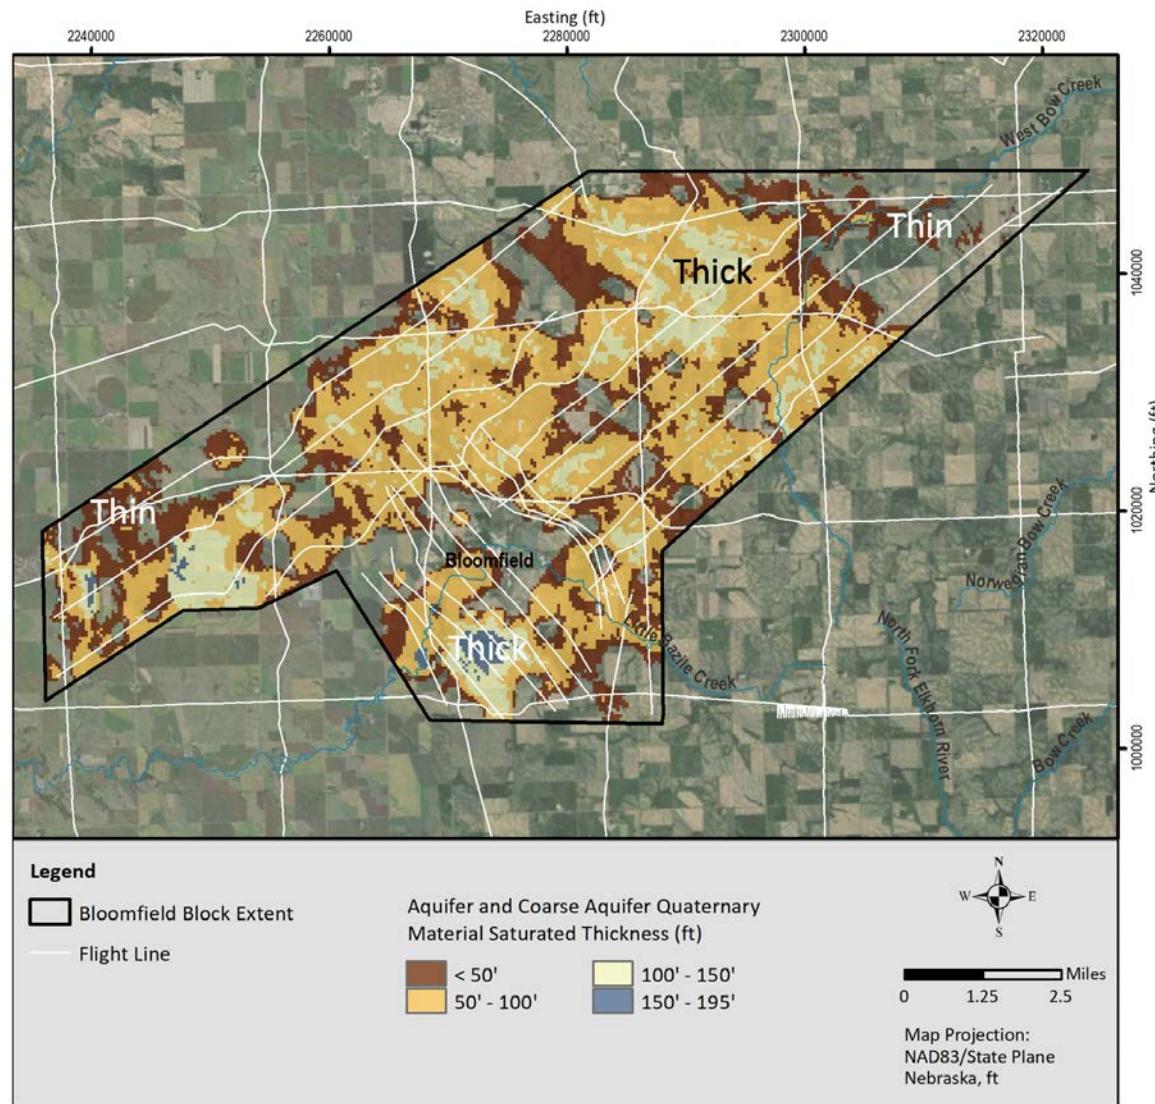 Easting (ft)
2240000 2260000 2280000 2300000 2320000
West Bow Creek
Thin
Thick
1040000
Northing (ft)
Thin
1020000
Bloomfield
Norwegian Bow Creek
Thick
Little Bazile Creek
North Fork Elkhorn River
Bow Creek
1000000
Legend
Bloomfield Block Extent
Flight Line
Aquifer and Coarse Aquifer Quaternary
Material Saturated Thickness (ft)
< 50' 100' - 150'
50' - 100' 150' - 195'
N
W E
S
Miles
0 1.25 2.5
Map Projection:
NAD83/State Plane
Nebraska, ft